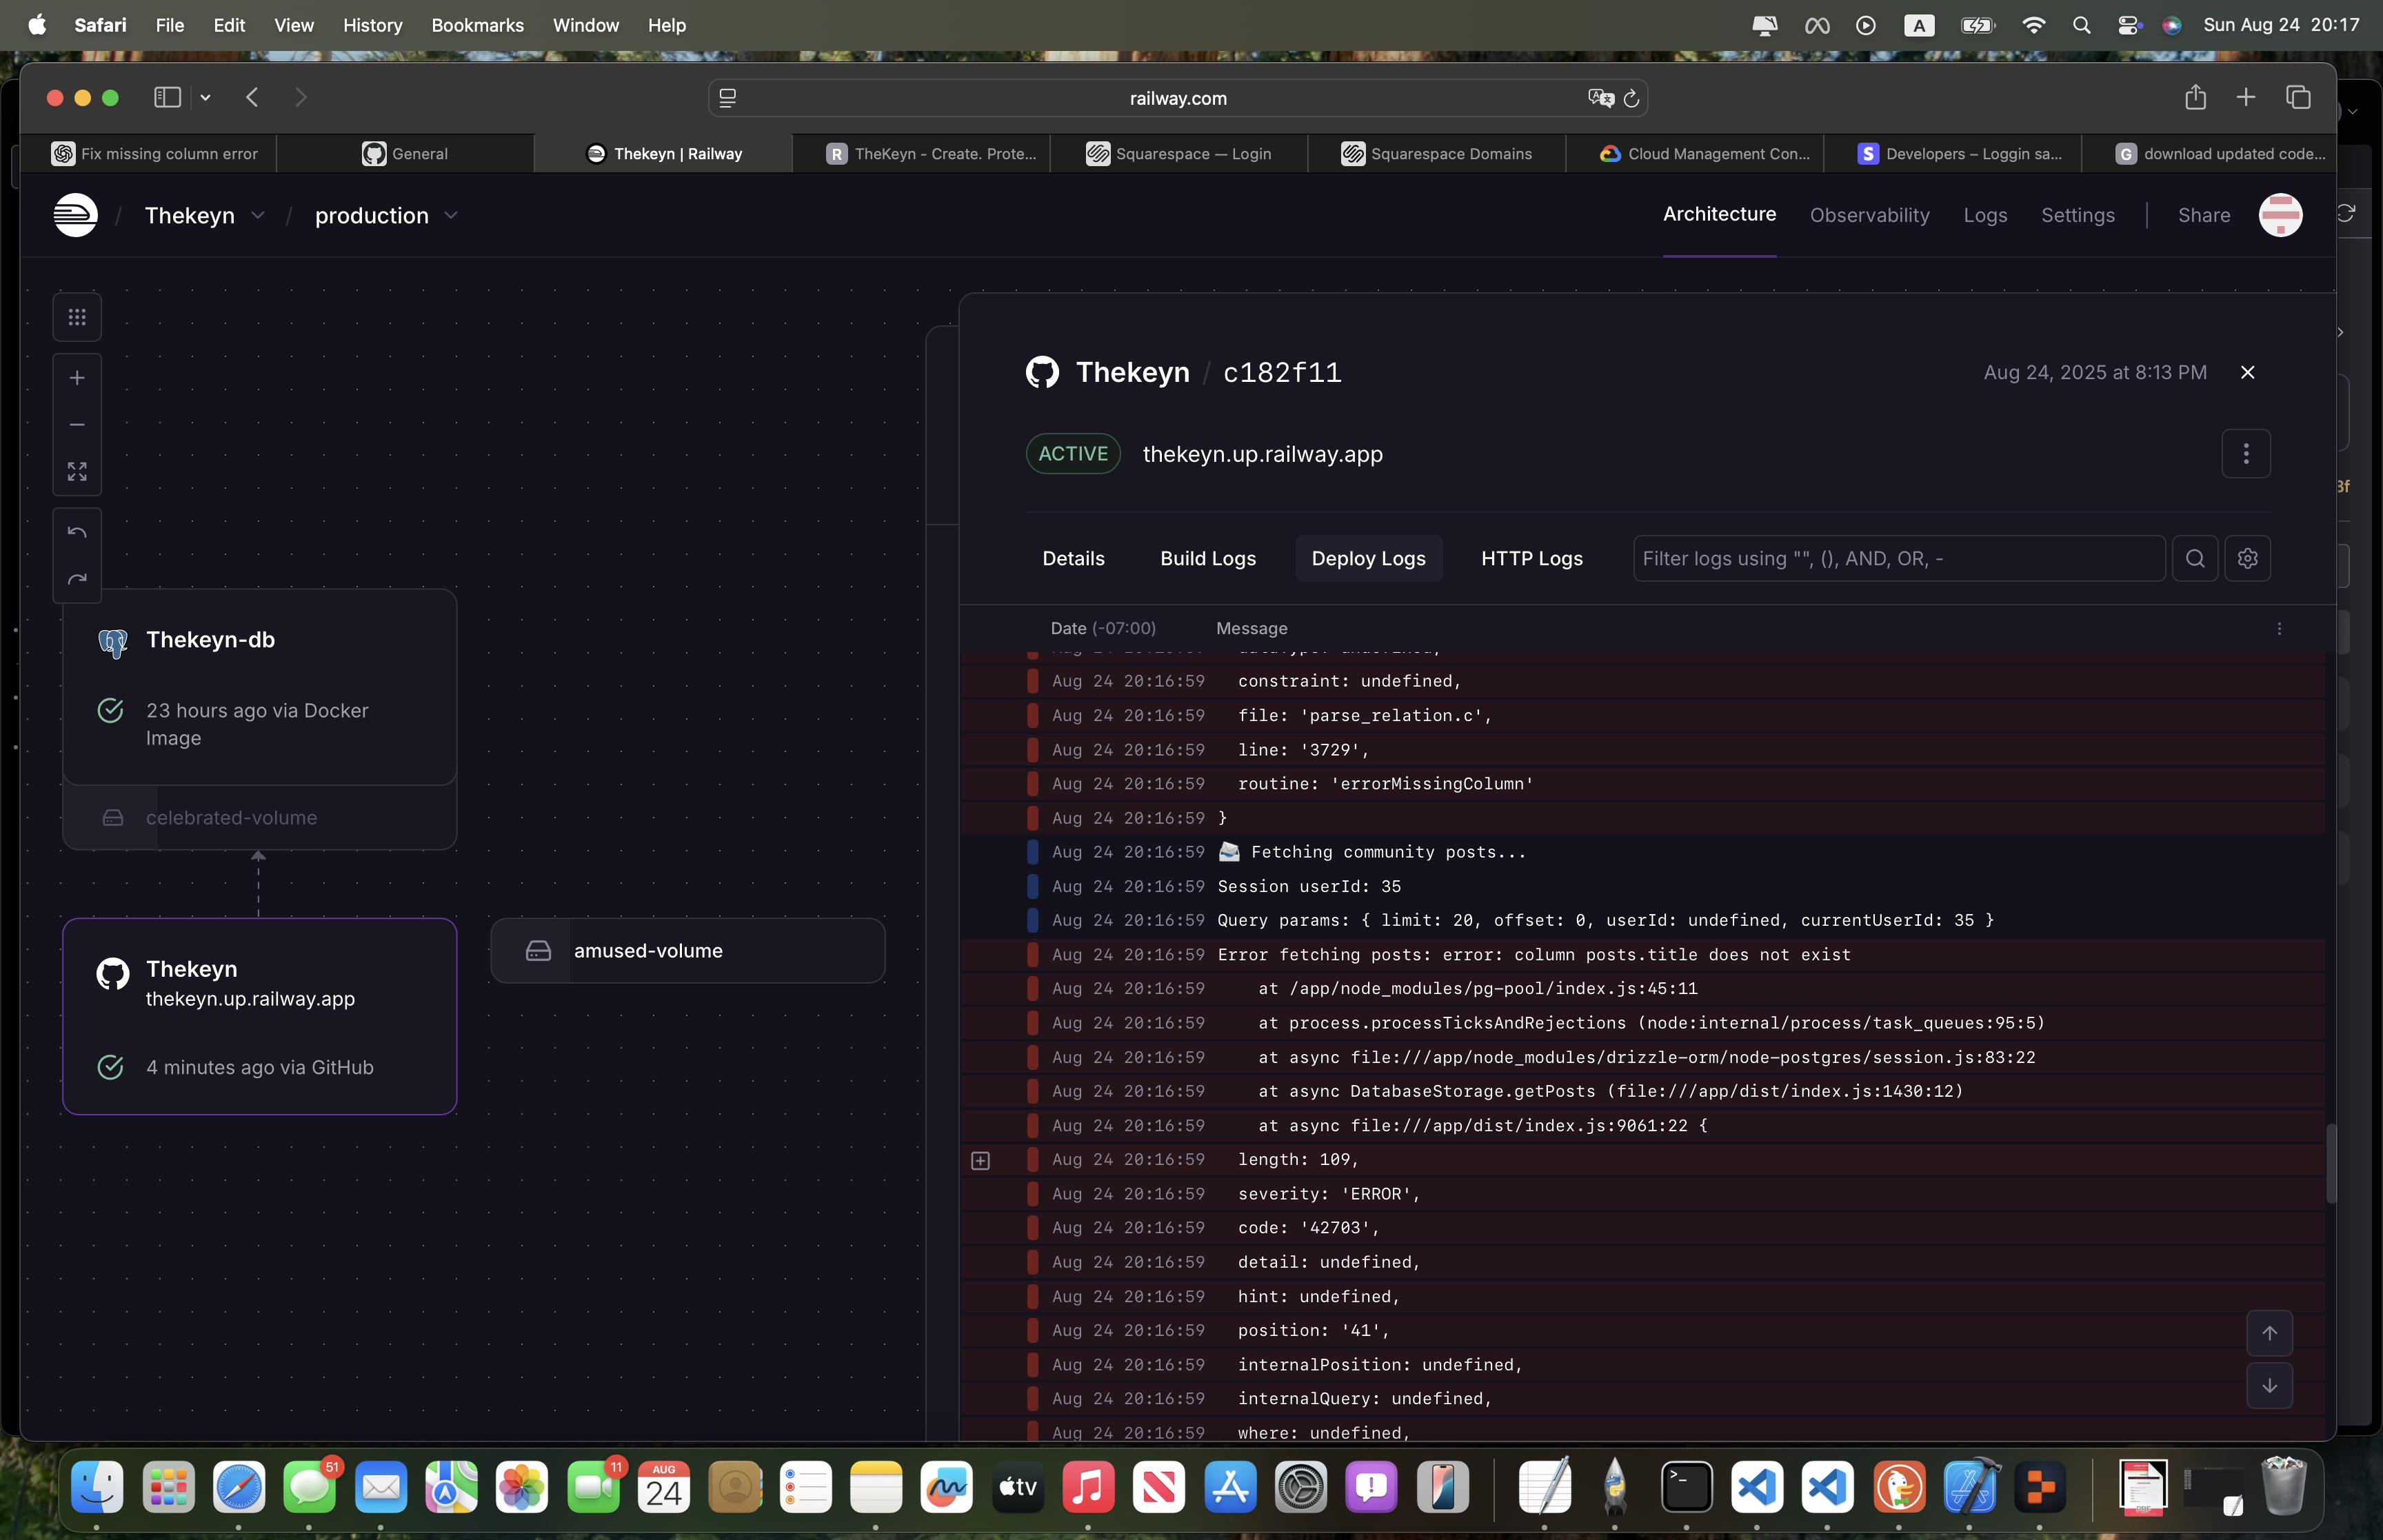 Safari File Edit View History Bookmarks Window Help
A
Sun Aug 24 20:17
railway.com
Fix missing column error
General
Thekeyn | Railway
R TheKeyn - Create. Prote...
Squarespace — Login
Squarespace Domains
Cloud Management Con...
S Developers – Loggin sa...
G download updated code...
/ Thekeyn / production
Architecture Observability Logs Settings | Share
Thekeyn / c182f11
Aug 24, 2025 at 8:13 PM
ACTIVE thekeyn.up.railway.app
3f
Details Build Logs Deploy Logs HTTP Logs
Filter logs using "", (), AND, OR, -
Date (-07:00) Message
Aug 24 20:16:59 constraint: undefined,
Aug 24 20:16:59 file: 'parse_relation.c',
Aug 24 20:16:59 line: '3729',
Aug 24 20:16:59 routine: 'errorMissingColumn'
Aug 24 20:16:59 }
Aug 24 20:16:59 📨 Fetching community posts...
Aug 24 20:16:59 Session userId: 35
Aug 24 20:16:59 Query params: { limit: 20, offset: 0, userId: undefined, currentUserId: 35 }
Aug 24 20:16:59 Error fetching posts: error: column posts.title does not exist
Aug 24 20:16:59 at /app/node_modules/pg-pool/index.js:45:11
Aug 24 20:16:59 at process.processTicksAndRejections (node:internal/process/task_queues:95:5)
Aug 24 20:16:59 at async file:///app/node_modules/drizzle-orm/node-postgres/session.js:83:22
Aug 24 20:16:59 at async DatabaseStorage.getPosts (file:///app/dist/index.js:1430:12)
Aug 24 20:16:59 at async file:///app/dist/index.js:9061:22 {
Aug 24 20:16:59 length: 109,
Aug 24 20:16:59 severity: 'ERROR',
Aug 24 20:16:59 code: '42703',
Aug 24 20:16:59 detail: undefined,
Aug 24 20:16:59 hint: undefined,
Aug 24 20:16:59 position: '41',
Aug 24 20:16:59 internalPosition: undefined,
Aug 24 20:16:59 internalQuery: undefined,
Aug 24 20:16:59 where: undefined,
Thekeyn-db
23 hours ago via Docker
Image
celebrated-volume
Thekeyn
thekeyn.up.railway.app
4 minutes ago via GitHub
amused-volume
51
11
AUG
24
tv